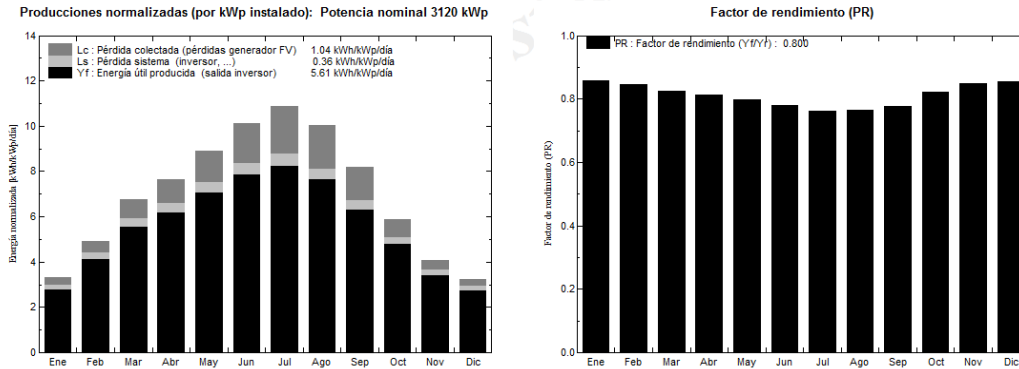 Producciones normalizadas (por kWp instalado): Potencia nominal 3120 kWp
14
12
10
8
6
4
2
0
Energía normalizada [kWh/kWp/día]
Lc : Pérdida colectada (pérdidas generador FV) 1.04 kWh/kWp/día
Ls : Pérdida sistema (inversor, ...) 0.36 kWh/kWp/día
Yf : Energía útil producida (salida inversor) 5.61 kWh/kWp/día
Ene Feb Mar Abr May Jun Jul Ago Sep Oct Nov Dic
Factor de rendimiento (PR)
1.0
0.8
0.6
0.4
0.2
0.0
Factor de rendimiento (PR)
PR : Factor de rendimiento (Yf/Yr) : 0.800
Ene Feb Mar Abr May Jun Jul Ago Sep Oct Nov Dic